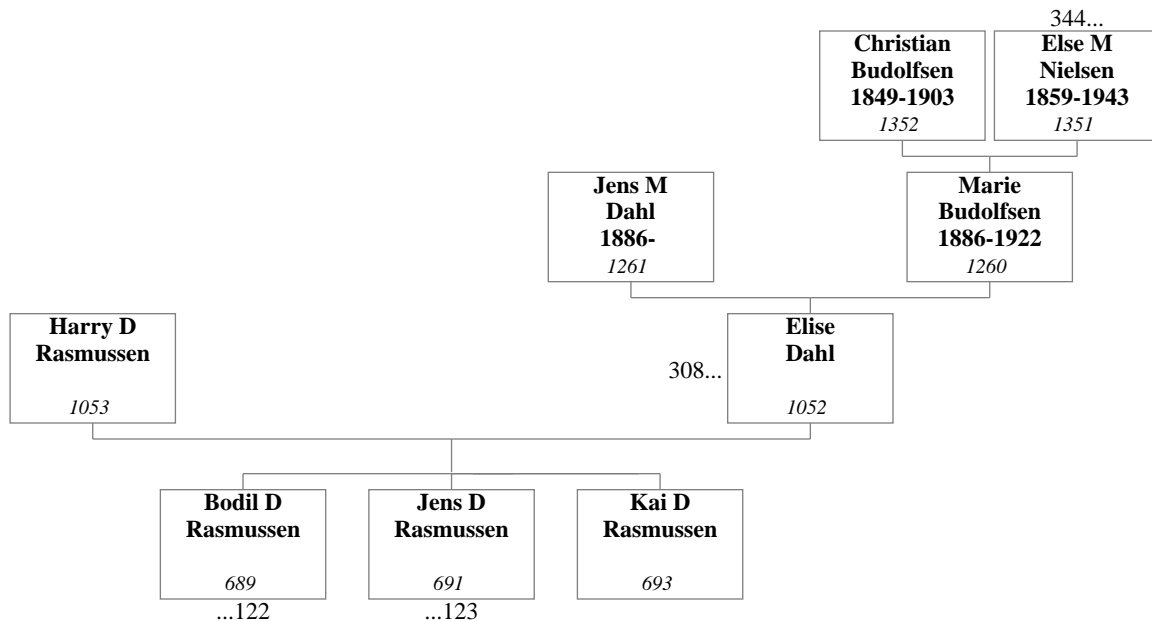 344...
Christian
Budolfsen
1849-1903
1352
Else M
Nielsen
1859-1943
1351
Jens M
Dahl
1886-
1261
Marie
Budolfsen
1886-1922
1260
Harry D
Rasmussen
1053
308...
Elise
Dahl
1052
Bodil D
Rasmussen
689
...122
Jens D
Rasmussen
691
...123
Kai D
Rasmussen
693